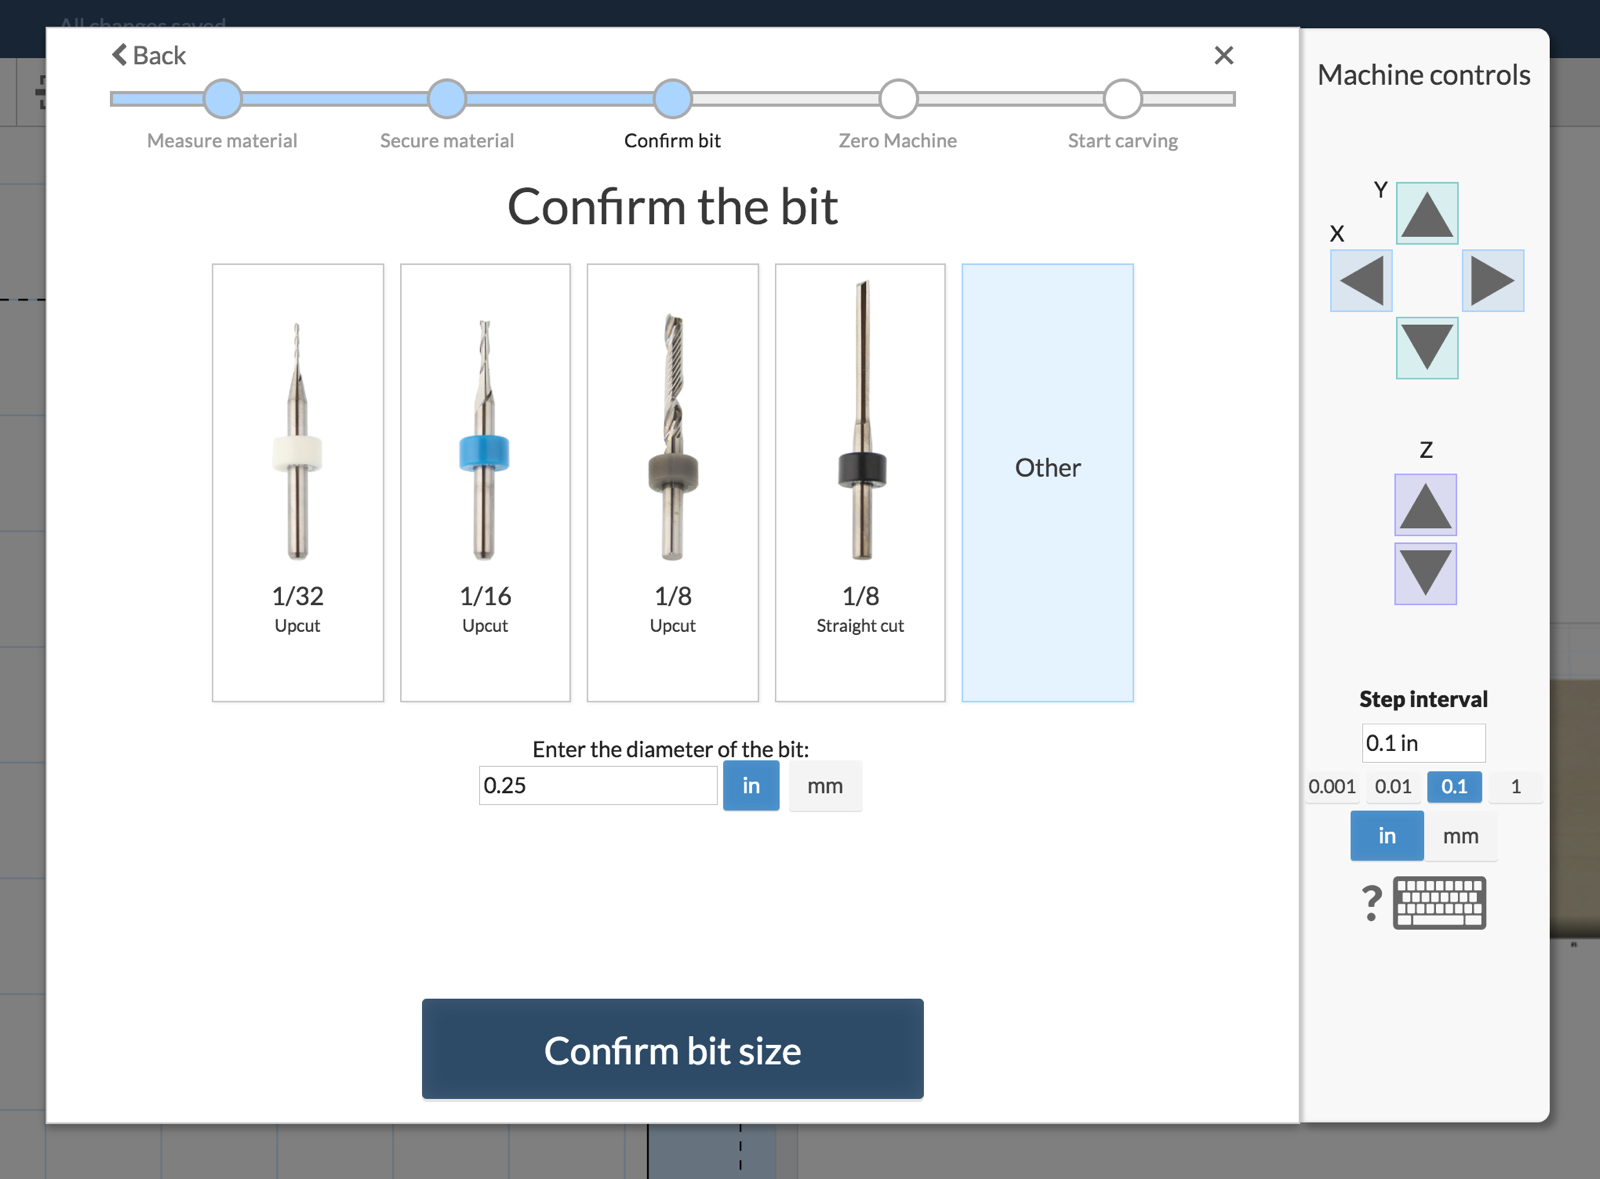 All changes saved
Back
Measure material
Secure material
Confirm bit
Zero Machine
Start carving
Confirm the bit
1/32
Upcut
1/16
Upcut
1/8
Upcut
1/8
Straight cut
Other
Enter the diameter of the bit:
0.25
in
mm
Confirm bit size
Machine controls
Y
X
Z
Step interval
0.1 in
0.001
0.01
0.1
1
in
mm
?